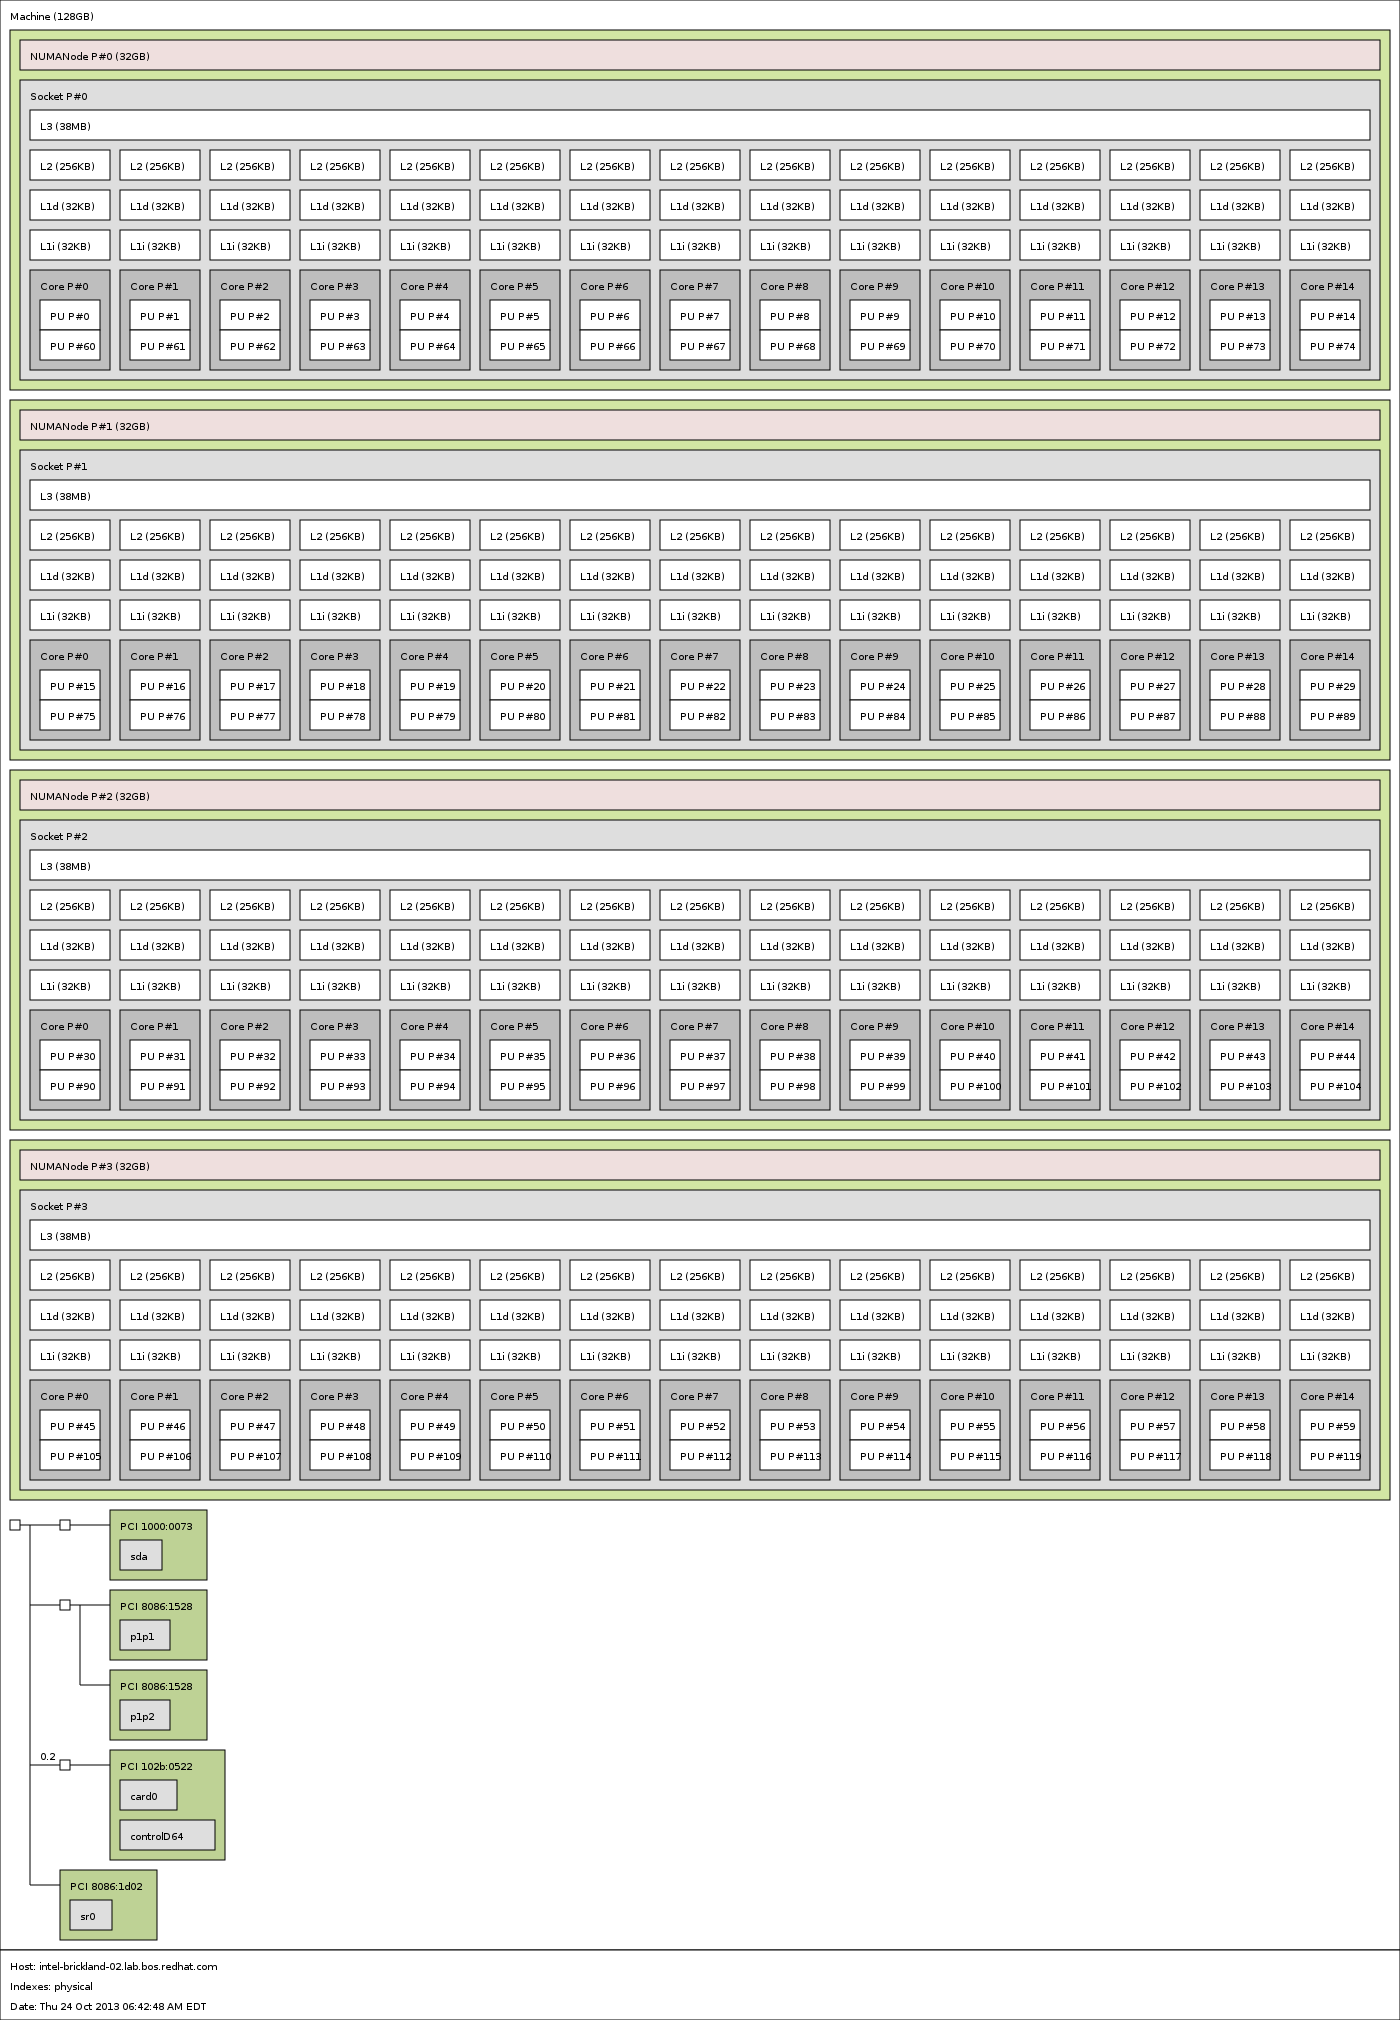 Machine (128GB)
NUMANode P#0 (32GB)
Socket P#0
L3 (38MB)
L2 (256KB) L2 (256KB) L2 (256KB) L2 (256KB) L2 (256KB) L2 (256KB) L2 (256KB) L2 (256KB) L2 (256KB) L2 (256KB) L2 (256KB) L2 (256KB) L2 (256KB) L2 (256KB) L2 (256KB)
L1d (32KB) L1d (32KB) L1d (32KB) L1d (32KB) L1d (32KB) L1d (32KB) L1d (32KB) L1d (32KB) L1d (32KB) L1d (32KB) L1d (32KB) L1d (32KB) L1d (32KB) L1d (32KB) L1d (32KB)
L1i (32KB) L1i (32KB) L1i (32KB) L1i (32KB) L1i (32KB) L1i (32KB) L1i (32KB) L1i (32KB) L1i (32KB) L1i (32KB) L1i (32KB) L1i (32KB) L1i (32KB) L1i (32KB) L1i (32KB)
Core P#0 Core P#1 Core P#2 Core P#3 Core P#4 Core P#5 Core P#6 Core P#7 Core P#8 Core P#9 Core P#10 Core P#11 Core P#12 Core P#13 Core P#14
PU P#0 PU P#1 PU P#2 PU P#3 PU P#4 PU P#5 PU P#6 PU P#7 PU P#8 PU P#9 PU P#10 PU P#11 PU P#12 PU P#13 PU P#14
PU P#60 PU P#61 PU P#62 PU P#63 PU P#64 PU P#65 PU P#66 PU P#67 PU P#68 PU P#69 PU P#70 PU P#71 PU P#72 PU P#73 PU P#74
NUMANode P#1 (32GB)
Socket P#1
L3 (38MB)
L2 (256KB) L2 (256KB) L2 (256KB) L2 (256KB) L2 (256KB) L2 (256KB) L2 (256KB) L2 (256KB) L2 (256KB) L2 (256KB) L2 (256KB) L2 (256KB) L2 (256KB) L2 (256KB) L2 (256KB)
L1d (32KB) L1d (32KB) L1d (32KB) L1d (32KB) L1d (32KB) L1d (32KB) L1d (32KB) L1d (32KB) L1d (32KB) L1d (32KB) L1d (32KB) L1d (32KB) L1d (32KB) L1d (32KB) L1d (32KB)
L1i (32KB) L1i (32KB) L1i (32KB) L1i (32KB) L1i (32KB) L1i (32KB) L1i (32KB) L1i (32KB) L1i (32KB) L1i (32KB) L1i (32KB) L1i (32KB) L1i (32KB) L1i (32KB) L1i (32KB)
Core P#0 Core P#1 Core P#2 Core P#3 Core P#4 Core P#5 Core P#6 Core P#7 Core P#8 Core P#9 Core P#10 Core P#11 Core P#12 Core P#13 Core P#14
PU P#15 PU P#16 PU P#17 PU P#18 PU P#19 PU P#20 PU P#21 PU P#22 PU P#23 PU P#24 PU P#25 PU P#26 PU P#27 PU P#28 PU P#29
PU P#75 PU P#76 PU P#77 PU P#78 PU P#79 PU P#80 PU P#81 PU P#82 PU P#83 PU P#84 PU P#85 PU P#86 PU P#87 PU P#88 PU P#89
NUMANode P#2 (32GB)
Socket P#2
L3 (38MB)
L2 (256KB) L2 (256KB) L2 (256KB) L2 (256KB) L2 (256KB) L2 (256KB) L2 (256KB) L2 (256KB) L2 (256KB) L2 (256KB) L2 (256KB) L2 (256KB) L2 (256KB) L2 (256KB) L2 (256KB)
L1d (32KB) L1d (32KB) L1d (32KB) L1d (32KB) L1d (32KB) L1d (32KB) L1d (32KB) L1d (32KB) L1d (32KB) L1d (32KB) L1d (32KB) L1d (32KB) L1d (32KB) L1d (32KB) L1d (32KB)
L1i (32KB) L1i (32KB) L1i (32KB) L1i (32KB) L1i (32KB) L1i (32KB) L1i (32KB) L1i (32KB) L1i (32KB) L1i (32KB) L1i (32KB) L1i (32KB) L1i (32KB) L1i (32KB) L1i (32KB)
Core P#0 Core P#1 Core P#2 Core P#3 Core P#4 Core P#5 Core P#6 Core P#7 Core P#8 Core P#9 Core P#10 Core P#11 Core P#12 Core P#13 Core P#14
PU P#30 PU P#31 PU P#32 PU P#33 PU P#34 PU P#35 PU P#36 PU P#37 PU P#38 PU P#39 PU P#40 PU P#41 PU P#42 PU P#43 PU P#44
PU P#90 PU P#91 PU P#92 PU P#93 PU P#94 PU P#95 PU P#96 PU P#97 PU P#98 PU P#99 PU P#100 PU P#101 PU P#102 PU P#103 PU P#104
NUMANode P#3 (32GB)
Socket P#3
L3 (38MB)
L2 (256KB) L2 (256KB) L2 (256KB) L2 (256KB) L2 (256KB) L2 (256KB) L2 (256KB) L2 (256KB) L2 (256KB) L2 (256KB) L2 (256KB) L2 (256KB) L2 (256KB) L2 (256KB) L2 (256KB)
L1d (32KB) L1d (32KB) L1d (32KB) L1d (32KB) L1d (32KB) L1d (32KB) L1d (32KB) L1d (32KB) L1d (32KB) L1d (32KB) L1d (32KB) L1d (32KB) L1d (32KB) L1d (32KB) L1d (32KB)
L1i (32KB) L1i (32KB) L1i (32KB) L1i (32KB) L1i (32KB) L1i (32KB) L1i (32KB) L1i (32KB) L1i (32KB) L1i (32KB) L1i (32KB) L1i (32KB) L1i (32KB) L1i (32KB) L1i (32KB)
Core P#0 Core P#1 Core P#2 Core P#3 Core P#4 Core P#5 Core P#6 Core P#7 Core P#8 Core P#9 Core P#10 Core P#11 Core P#12 Core P#13 Core P#14
PU P#45 PU P#46 PU P#47 PU P#48 PU P#49 PU P#50 PU P#51 PU P#52 PU P#53 PU P#54 PU P#55 PU P#56 PU P#57 PU P#58 PU P#59
PU P#105 PU P#106 PU P#107 PU P#108 PU P#109 PU P#110 PU P#111 PU P#112 PU P#113 PU P#114 PU P#115 PU P#116 PU P#117 PU P#118 PU P#119
PCI 1000:0073
sda
PCI 8086:1528
p1p1
PCI 8086:1528
p1p2
0.2
PCI 102b:0522
card0
controlD64
PCI 8086:1d02
sr0
Host: intel-brickland-02.lab.bos.redhat.com
Indexes: physical
Date: Thu 24 Oct 2013 06:42:48 AM EDT